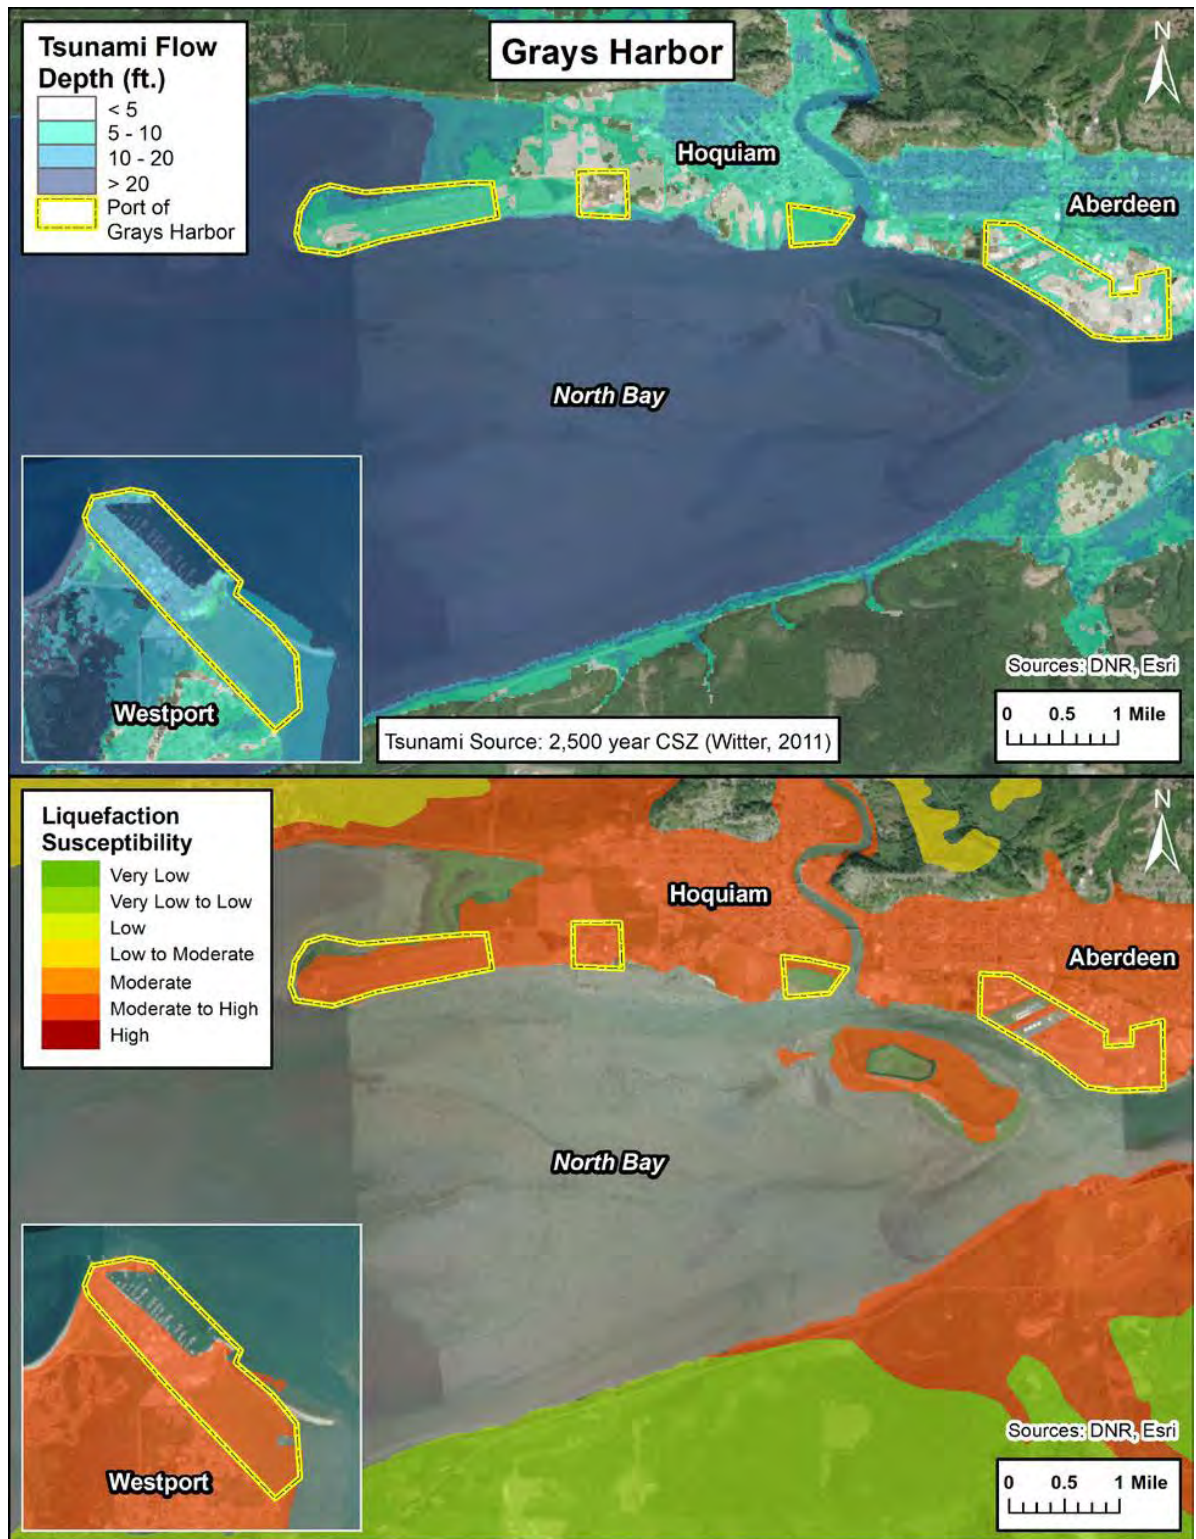 Tsunami Flow
Depth (ft.)
< 5
5 - 10
10 - 20
> 20
Port of
Grays Harbor
Grays Harbor
N
Hoquiam
Aberdeen
North Bay
Westport
Sources: DNR, Esri
0 0.5 1 Mile
Tsunami Source: 2,500 year CSZ (Witter, 2011)
Liquefaction
Susceptibility
Very Low
Very Low to Low
Low
Low to Moderate
Moderate
Moderate to High
High
N
Hoquiam
Aberdeen
North Bay
Westport
Sources: DNR, Esri
0 0.5 1 Mile